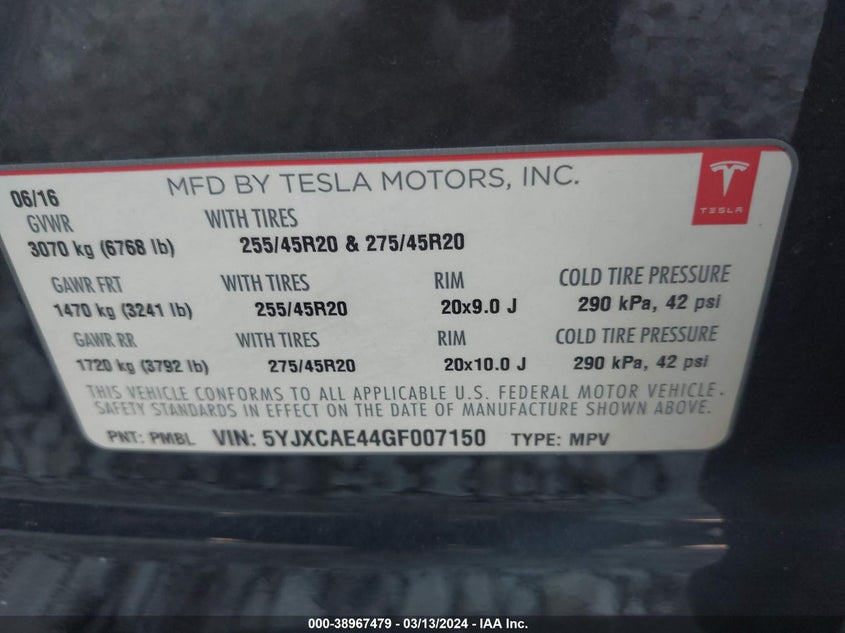 06/16 MFD BY TESLA MOTORS, INC.
TESLA
GVWR WITH TIRES
3070 kg (6768 lb) 255/45R20 & 275/45R20
GAWR FRT WITH TIRES RIM COLD TIRE PRESSURE
1470 kg (3241 lb) 255/45R20 20x9.0 J 290 kPa, 42 psi
GAWR RR WITH TIRES RIM COLD TIRE PRESSURE
1720 kg (3792 lb) 275/45R20 20x10.0 J 290 kPa, 42 psi
THIS VEHICLE CONFORMS TO ALL APPLICABLE U.S. FEDERAL MOTOR VEHICLE
SAFETY STANDARDS IN EFFECT ON THE DATE OF MANUFACTURE SHOWN ABOVE.
PNT: PMBL VIN: 5YJXCAE44GF007150 TYPE: MPV
000-38967479 - 03/13/2024 - IAA Inc.